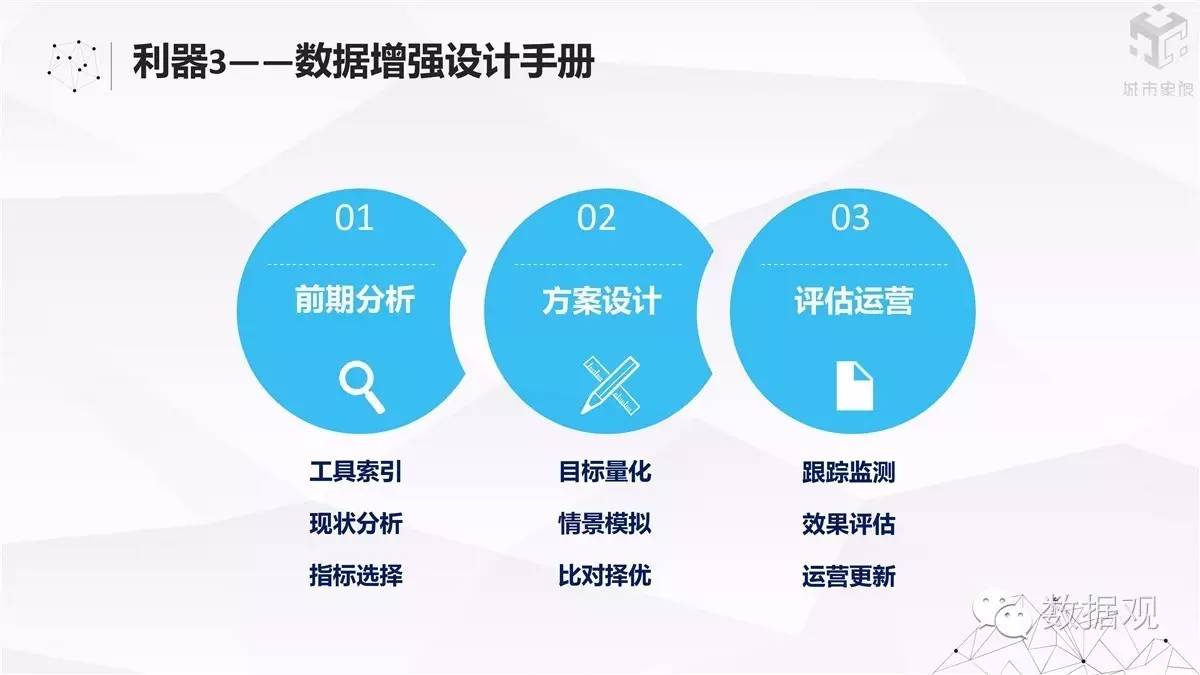 利器3——数据增强设计手册
城市象限
01
02
03
前期分析
方案设计
评估运营
工具索引
目标量化
跟踪监测
现状分析
情景模拟
效果评估
指标选择
比对择优
运营更新
数据观